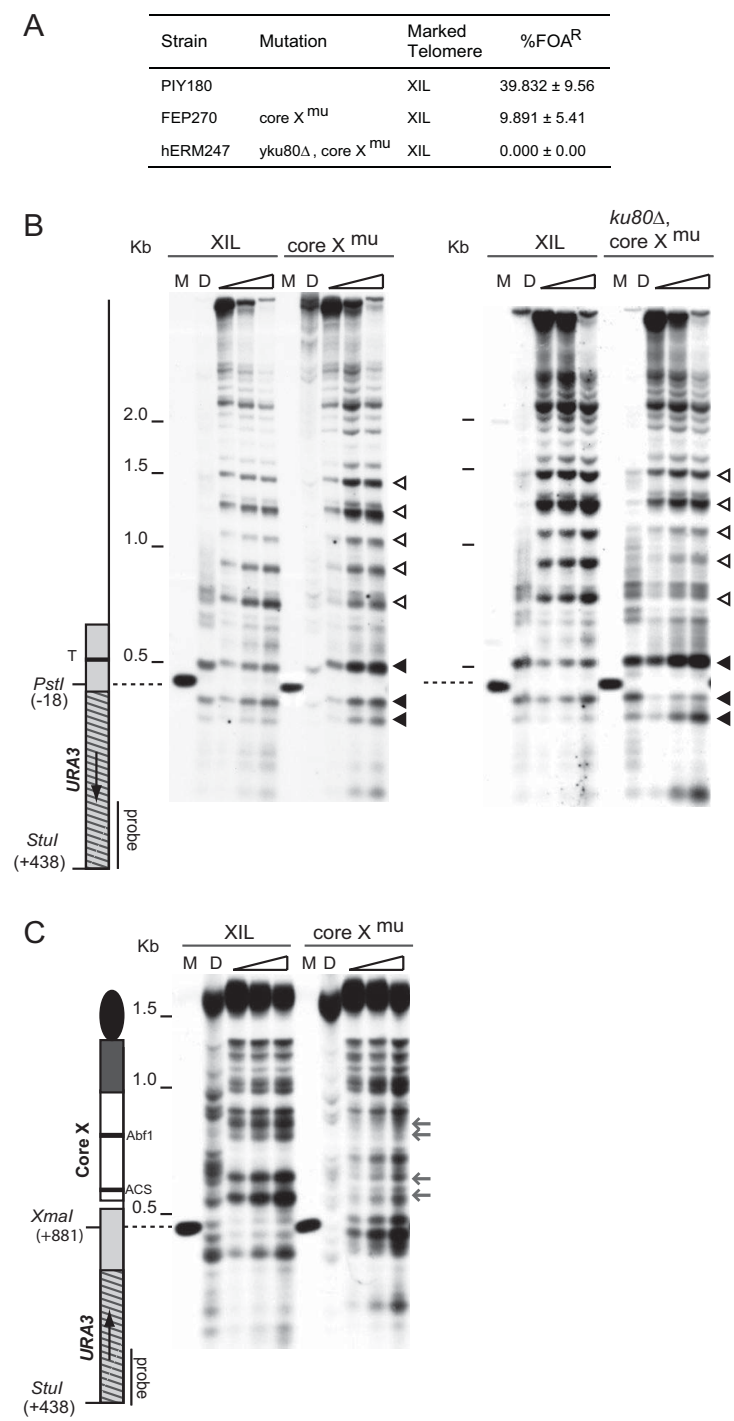 A
Strain Mutation Marked Telomere %FOAR
PIY180 XIL 39.832 ± 9.56
FEP270 core X mu XIL 9.891 ± 5.41
hERM247 yku80Δ, core X mu XIL 0.000 ± 0.00
B
Kb XIL core X mu Kb XIL ku80Δ, core X mu
M D M D M D M D
2.0
1.5
1.0
0.5
T
PstI
(-18)
URA3
probe
StuI
(+438)
C
Kb XIL core X mu
M D M D
1.5
1.0
Core X
Abf1
ACS
0.5
XmaI
(+881)
URA3
probe
StuI
(+438)